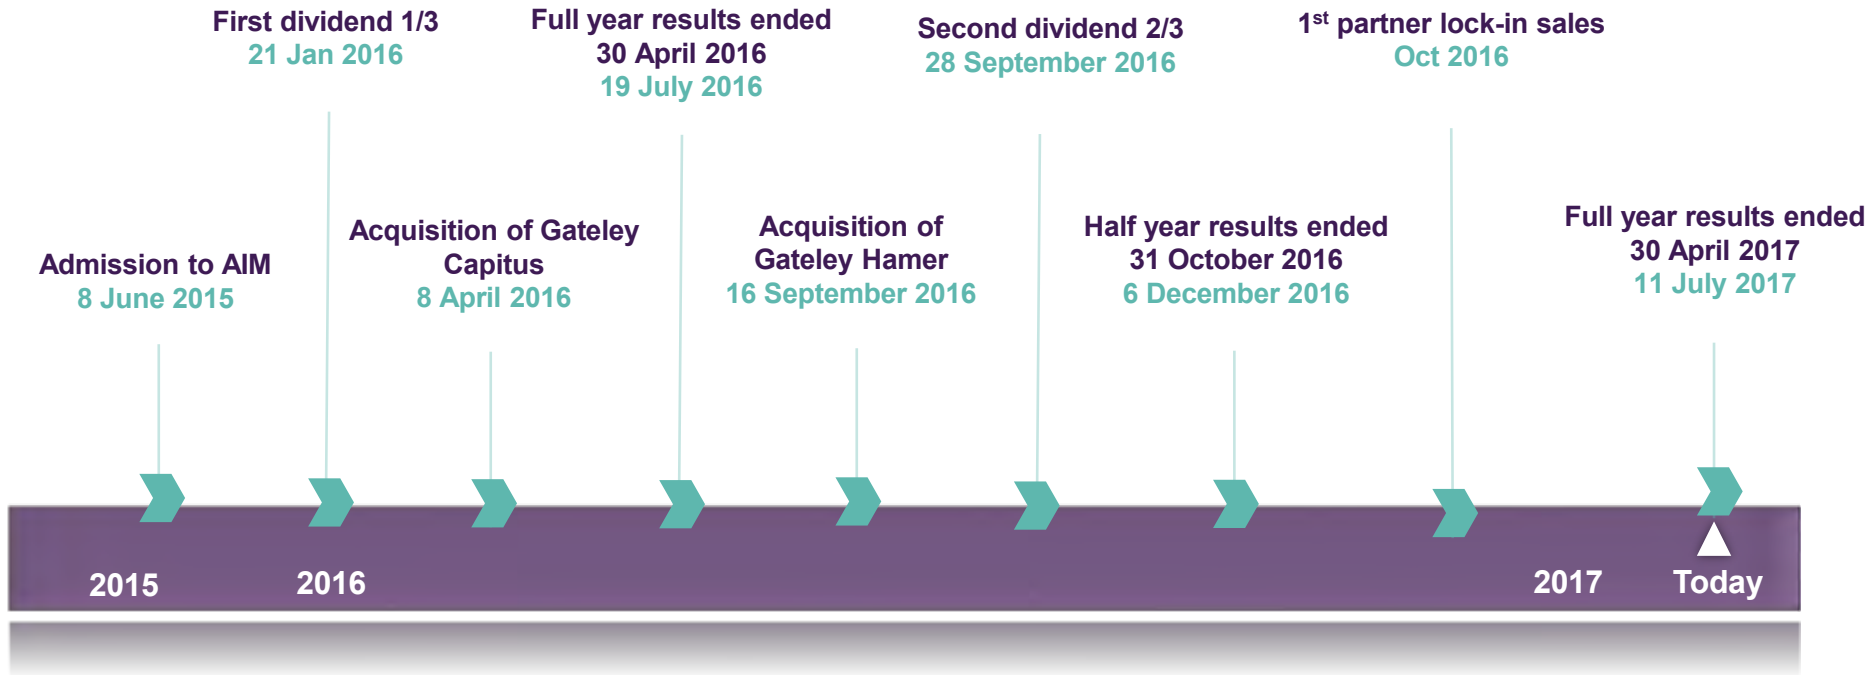 First dividend 1/3
21 Jan 2016
Full year results ended
30 April 2016
19 July 2016
Second dividend 2/3
28 September 2016
1st partner lock-in sales
Oct 2016
Admission to AIM
8 June 2015
Acquisition of Gateley
Capitus
8 April 2016
Acquisition of
Gateley Hamer
16 September 2016
Half year results ended
31 October 2016
6 December 2016
Full year results ended
30 April 2017
11 July 2017
2015
2016
2017
Today